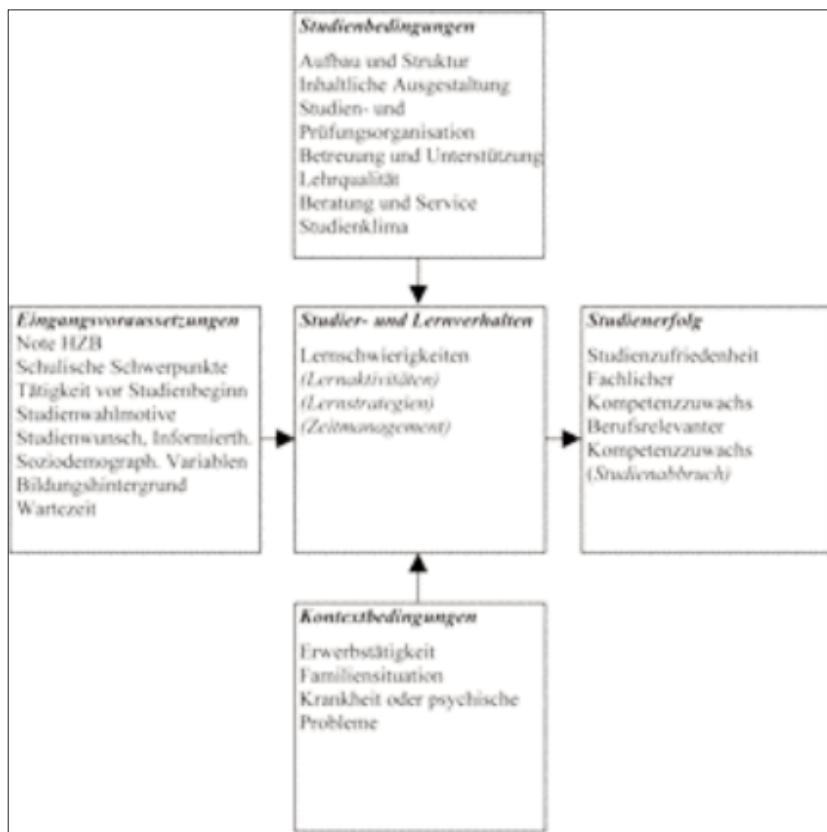 Studienbedingungen
Aufbau und Struktur
Inhaltliche Ausgestaltung
Studien- und
Prüfungsorganisation
Betreuung und Unterstützung
Lehrqualität
Beratung und Service
Studienklima
Eingangsvoraussetzungen
Note HZB
Schulische Schwerpunkte
Tätigkeit vor Studienbeginn
Studienwahlmotive
Studienwunsch, Informierth.
Soziodemograph. Variablen
Bildungshintergrund
Wartezeit
Studier- und Lernverhalten
Lernschwierigkeiten
(Lernaktivitäten)
(Lernstrategien)
(Zeitmanagement)
Studienerfolg
Studienzufriedenheit
Fachlicher
Kompetenzzuwachs
Berufsrelevanter
Kompetenzzuwachs
(Studienabbruch)
Kontextbedingungen
Erwerbstätigkeit
Familiensituation
Krankheit oder psychische
Probleme